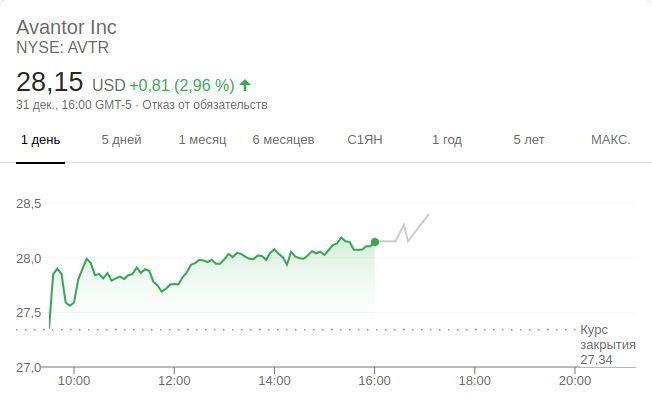 Avantor Inc
NYSE: AVTR
28,15 USD +0,81 (2,96 %)
31 дек., 16:00 GMT-5 · Отказ от обязательств
1 день 5 дней 1 месяц 6 месяцев С1ЯН 1 год 5 лет МАКС.
28,5
28,0
27,5
27,0
Курс
закрытия
27,34
10:00 12:00 14:00 16:00 18:00 20:00